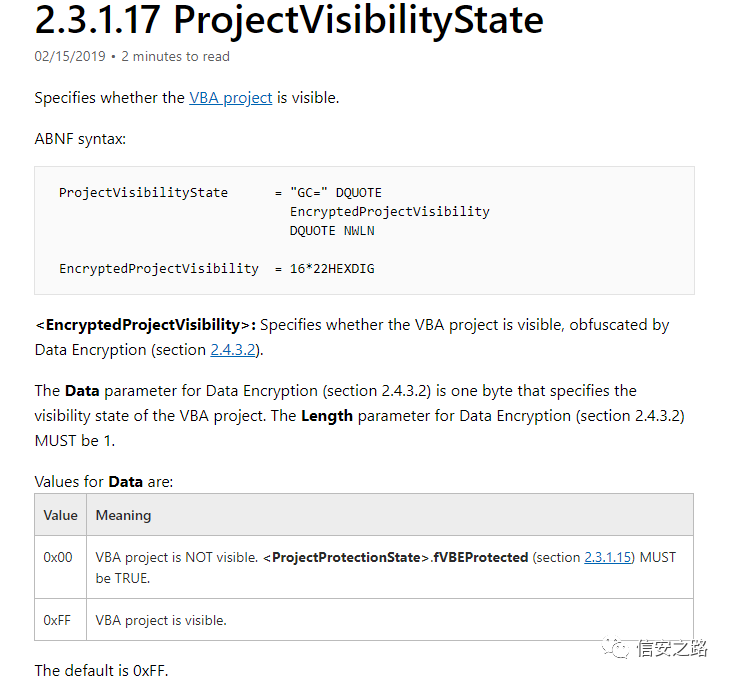 2.3.1.17 ProjectVisibilityState
02/15/2019 • 2 minutes to read
Specifies whether the VBA project is visible.
ABNF syntax:
ProjectVisibilityState = "GC=" DQUOTE
EncryptedProjectVisibility
DQUOTE NWLN
EncryptedProjectVisibility = 16*22HEXDIG
<EncryptedProjectVisibility>: Specifies whether the VBA project is visible, obfuscated by
Data Encryption (section 2.4.3.2).
The Data parameter for Data Encryption (section 2.4.3.2) is one byte that specifies the
visibility state of the VBA project. The Length parameter for Data Encryption (section 2.4.3.2)
MUST be 1.
Values for Data are:
Value Meaning
0x00 VBA project is NOT visible. <ProjectProtectionState>.fVBEProtected (section 2.3.1.15) MUST
be TRUE.
0xFF VBA project is visible.
信安之路
The default is 0xFF.